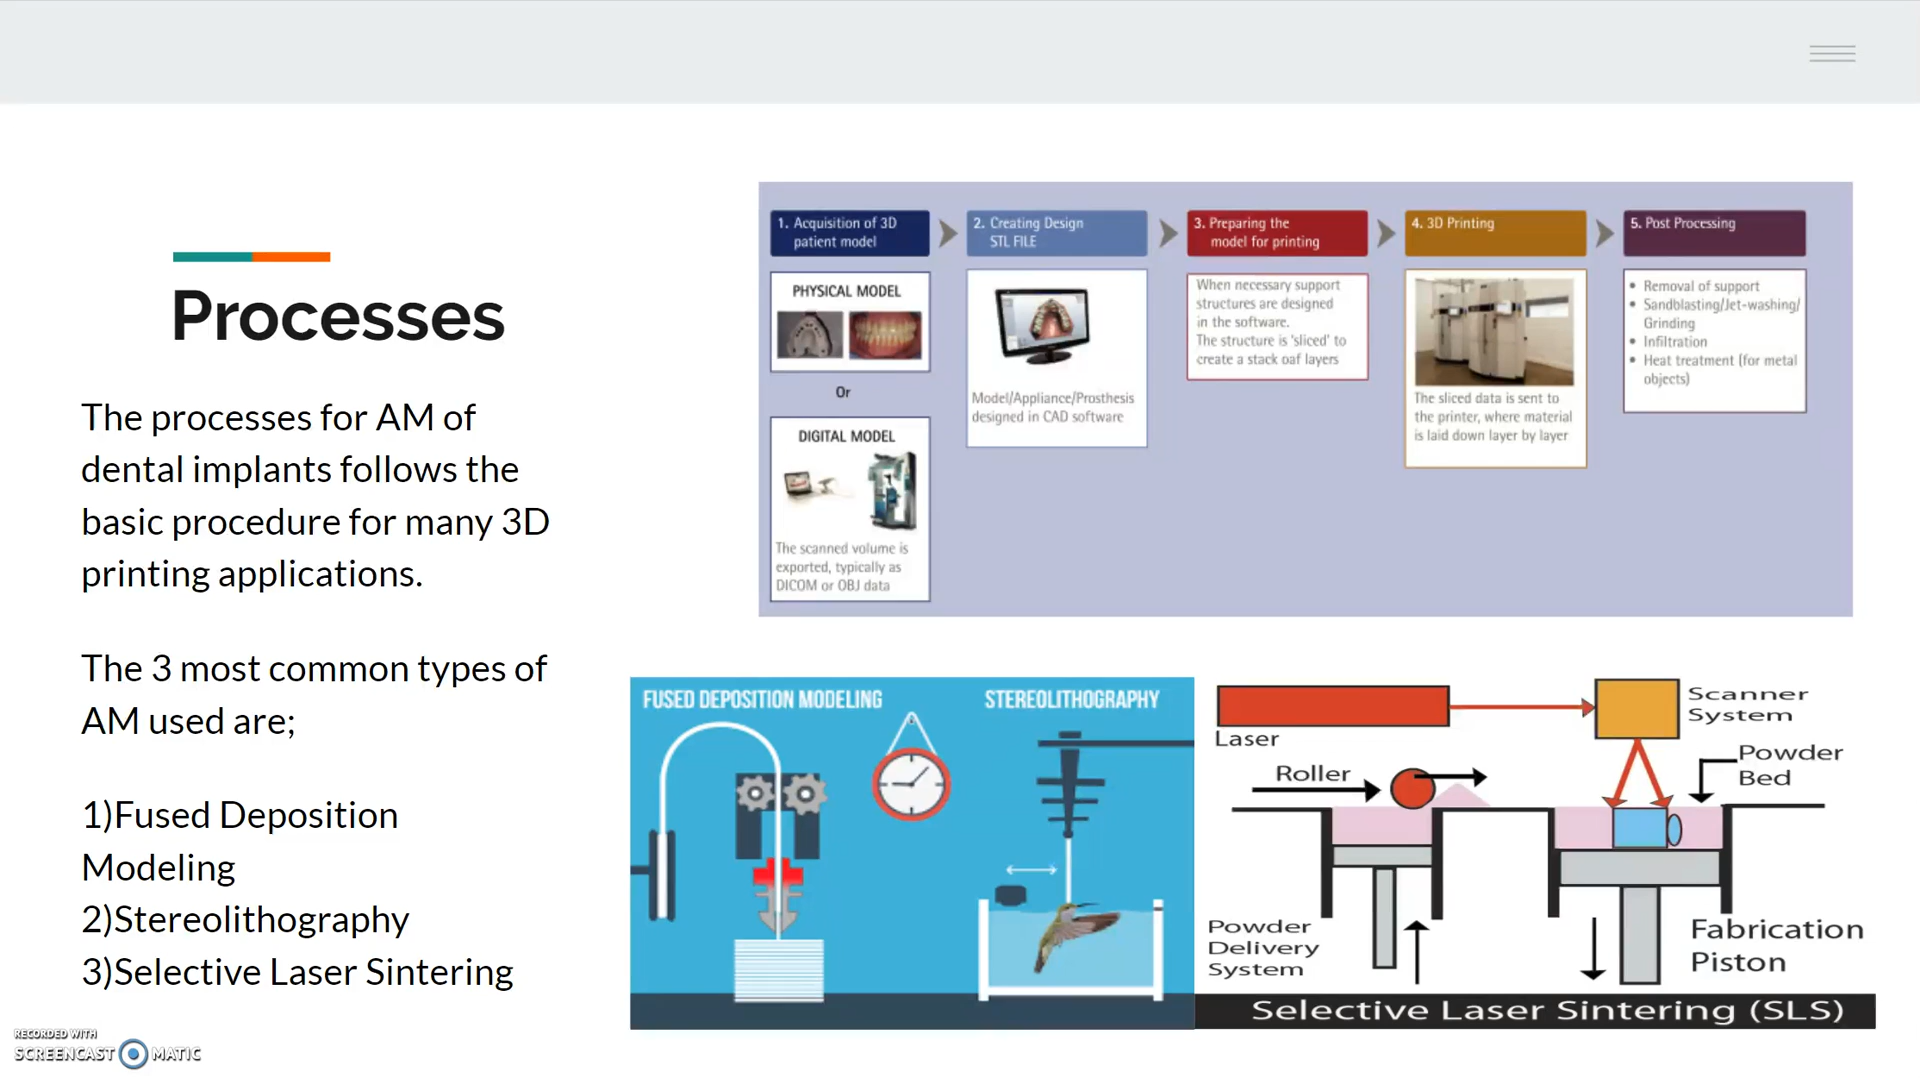 Processes
The processes for AM of
dental implants follows the
basic procedure for many 3D
printing applications.
The 3 most common types of
AM used are;
1)Fused Deposition
Modeling
2)Stereolithography
3)Selective Laser Sintering
1. Acquisition of 3D
patient model
PHYSICAL MODEL
Or
DIGITAL MODEL
The scanned volume is
exported, typically as
DICOM or OBJ data
2. Creating Design
STL FILE
Model/Appliance/Prosthesis
designed in CAD software
3. Preparing the
model for printing
When necessary support
structures are designed
in the software.
The structure is 'sliced' to
create a stack oaf layers
4. 3D Printing
The sliced data is sent to
the printer, where material
is laid down layer by layer
5. Post Processing
• Removal of support
• Sandblasting/Jet-washing/
Grinding
• Infiltration
• Heat treatment (for metal
objects)
FUSED DEPOSITION MODELING
STEREOLITHOGRAPHY
Laser
Scanner
System
Roller
Powder
Bed
Powder
Delivery
System
Fabrication
Piston
Selective Laser Sintering (SLS)
RECORDED WITH
SCREENCAST MATIC